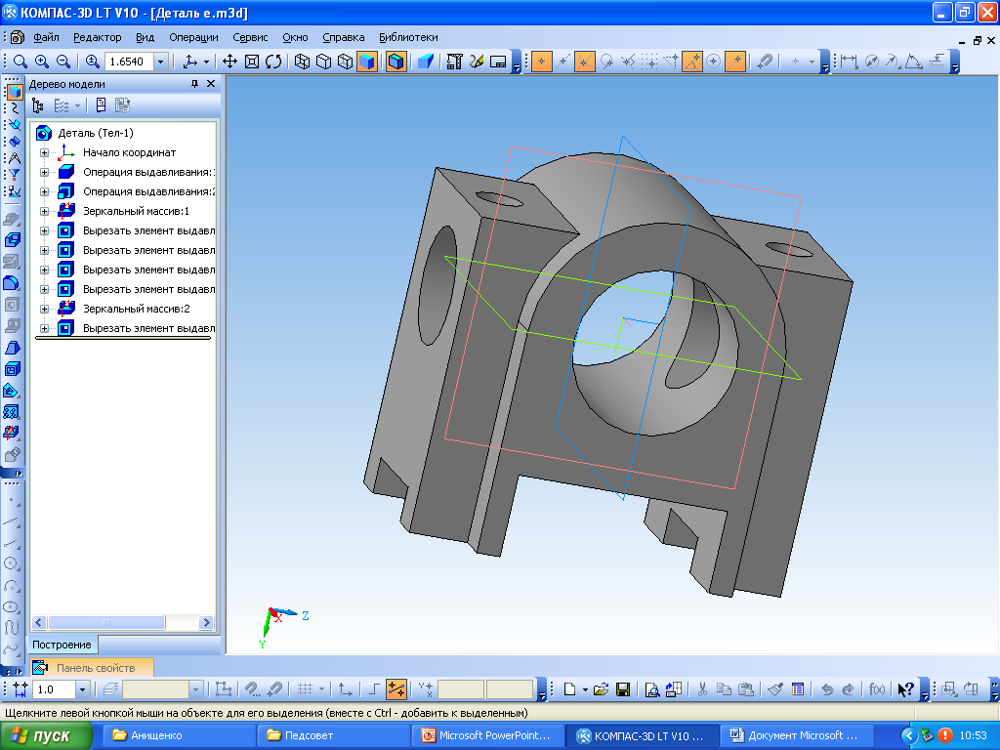 КОМПАС-3D LT V10 - [Деталь e.m3d]
Файл Редактор Вид Операции Сервис Окно Справка Библиотеки
1.6540
Дерево модели
Деталь (Тел-1)
Начало координат
Операция выдавливания:1
Операция выдавливания:2
Зеркальный массив:1
Вырезать элемент выдавл
Вырезать элемент выдавл
Вырезать элемент выдавл
Вырезать элемент выдавл
Зеркальный массив:2
Вырезать элемент выдавл
Z
X
Y
Построение
Панель свойств
1.0
f(x)
Щелкните левой кнопкой мыши на объекте для его выделения (вместе с Ctrl - добавить к выделенным)
пуск Анищенко Педсовет Microsoft PowerPoint... КОМПАС-3D LT V10 ... Документ Microsoft ... 10:53